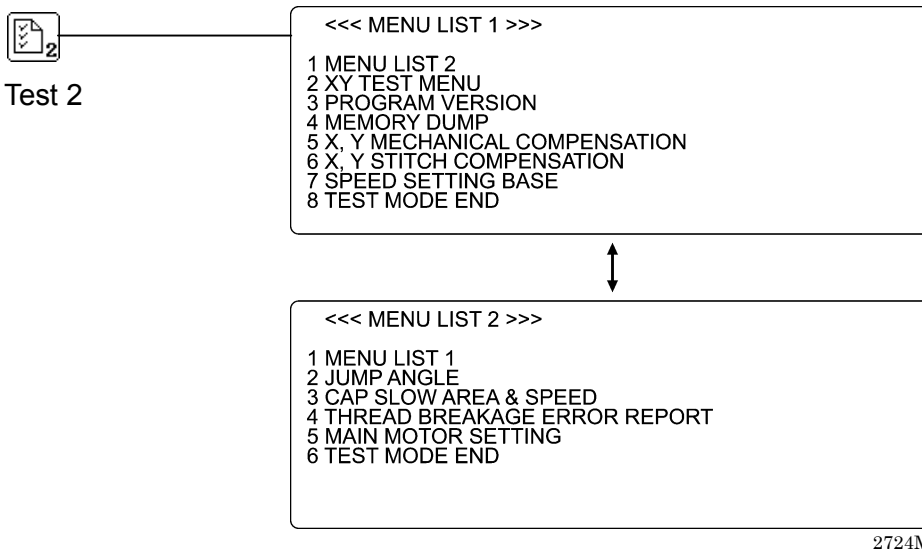 2
Test 2
<<< MENU LIST 1 >>>
1 MENU LIST 2
2 XY TEST MENU
3 PROGRAM VERSION
4 MEMORY DUMP
5 X, Y MECHANICAL COMPENSATION
6 X, Y STITCH COMPENSATION
7 SPEED SETTING BASE
8 TEST MODE END
<<< MENU LIST 2 >>>
1 MENU LIST 1
2 JUMP ANGLE
3 CAP SLOW AREA & SPEED
4 THREAD BREAKAGE ERROR REPORT
5 MAIN MOTOR SETTING
6 TEST MODE END
2724M